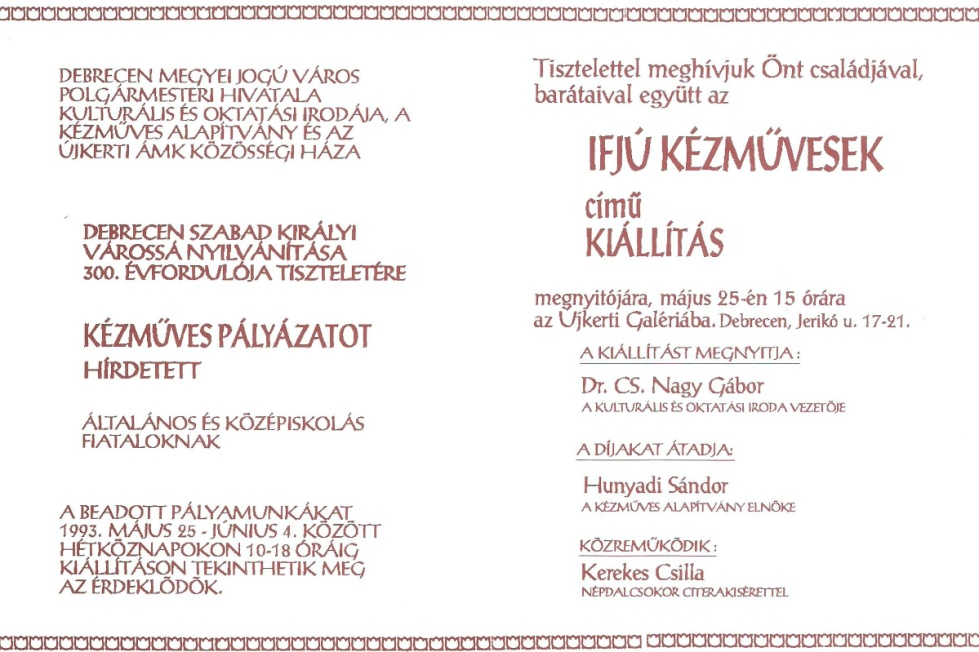 DEBRECEN MEGYEI JOGÚ VÁROS
POLGÁRMESTERI HIVATALA
KULTURÁLIS ÉS OKTATÁSI IRODÁJA, A
KÉZMŰVES ALAPÍTVÁNY ÉS AZ
ÚJKERTI ÁMK KÖZÖSSÉGI HÁZA
DEBRECEN SZABAD KIRÁLYI
VÁROSSÁ NYILVÁNÍTÁSA
300. ÉVFORDULÓJA TISZTELETÉRE
KÉZMŰVES PÁLYÁZATOT
HÍRDETETT
ÁLTALÁNOS ÉS KÖZÉPISKOLÁS
FIATALOKNAK
A BEADOTT PÁLYAMUNKÁKAT
1993. MÁJUS 25 - JÚNIUS 4. KÖZÖTT
HÉTKÖZNAPOKON 10-18 ÓRÁIG
KIÁLLÍTÁSON TEKINTHETIK MEG
AZ ÉRDEKLŐDŐK.
Tisztelettel meghívjuk Önt családjával,
barátaival együtt az
IFJÚ KÉZMŰVESEK
című
KIÁLLÍTÁS
megnyitójára, május 25-én 15 órára
az Ujkerti Galériába. Debrecen, Jerikó u. 17-21.
A KIÁLLÍTÁST MEGNYITJA:
Dr. CS. Nagy Gábor
A KULTURÁLIS ÉS OKTATÁSI IRODA VEZETŐJE
A DÍJAKAT ÁTADJA:
Hunyadi Sándor
A KÉZMŰVES ALAPÍTVÁNY ELNÖKE
KÖZREMŰKÖDIK:
Kerekes Csilla
NÉPDALCSOKOR CITERAKISÉRETTEL